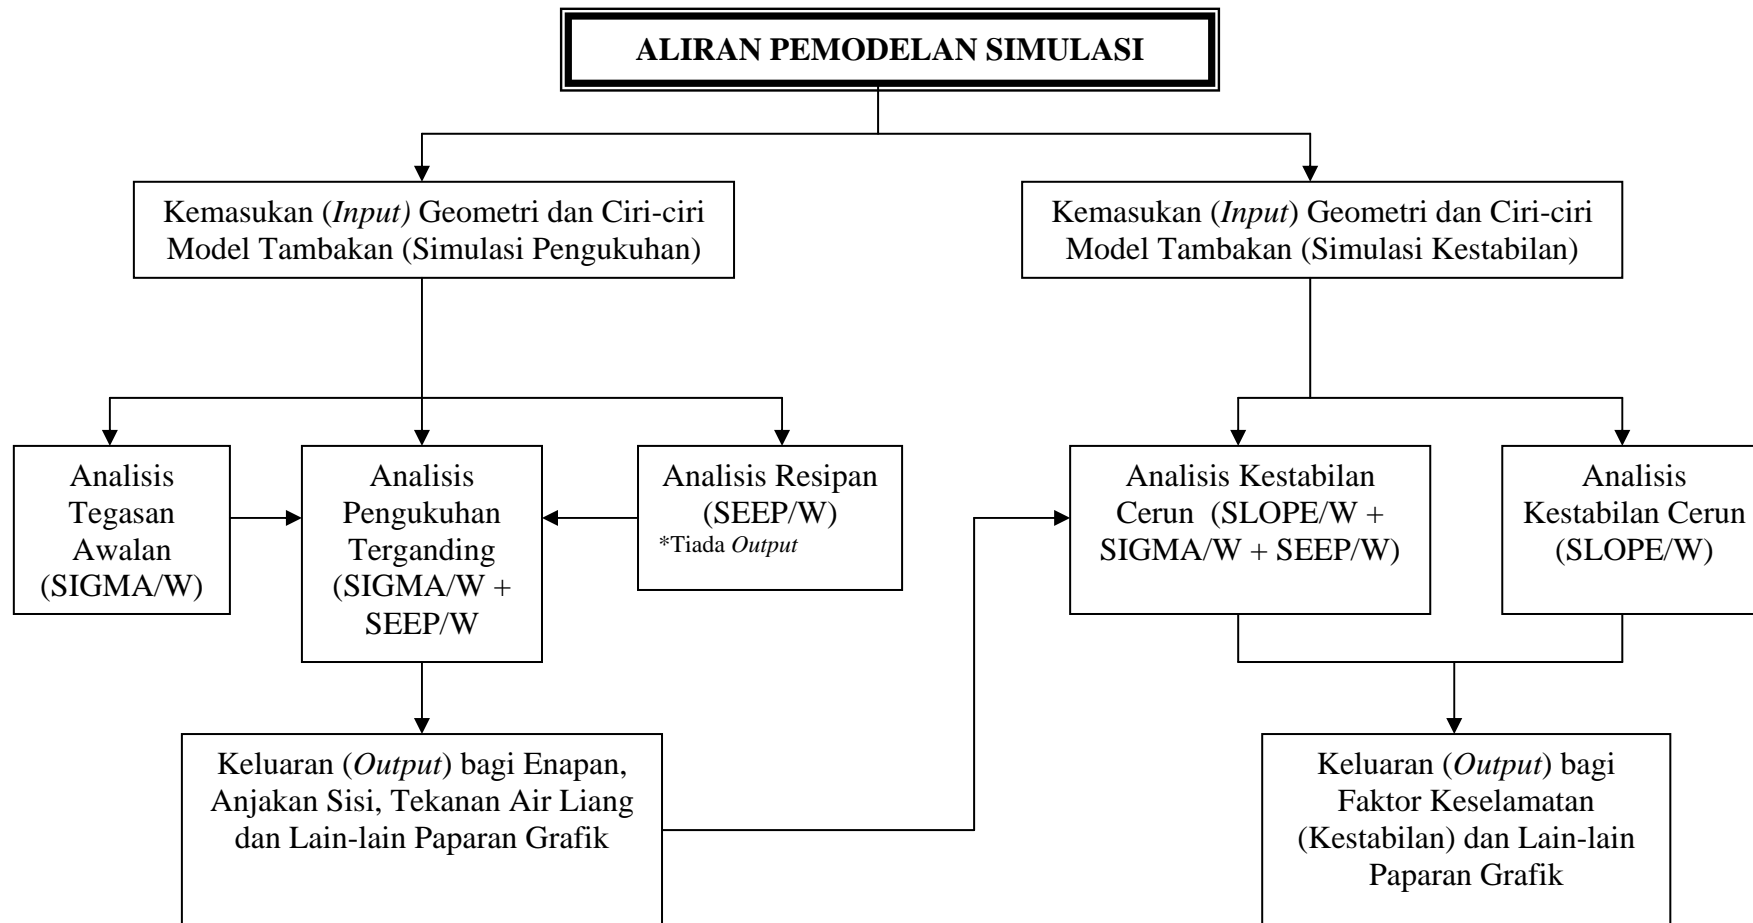 ALIRAN PEMODELAN SIMULASI
Kemasukan (Input) Geometri dan Ciri-ciri
Model Tambakan (Simulasi Pengukuhan)
Kemasukan (Input) Geometri dan Ciri-ciri
Model Tambakan (Simulasi Kestabilan)
Analisis
Tegasan
Awalan
(SIGMA/W)
Analisis
Pengukuhan
Terganding
(SIGMA/W +
SEEP/W
Analisis Resipan
(SEEP/W)
*Tiada Output
Analisis Kestabilan
Cerun (SLOPE/W +
SIGMA/W + SEEP/W)
Analisis
Kestabilan Cerun
(SLOPE/W)
Keluaran (Output) bagi Enapan,
Anjakan Sisi, Tekanan Air Liang
dan Lain-lain Paparan Grafik
Keluaran (Output) bagi
Faktor Keselamatan
(Kestabilan) dan Lain-lain
Paparan Grafik